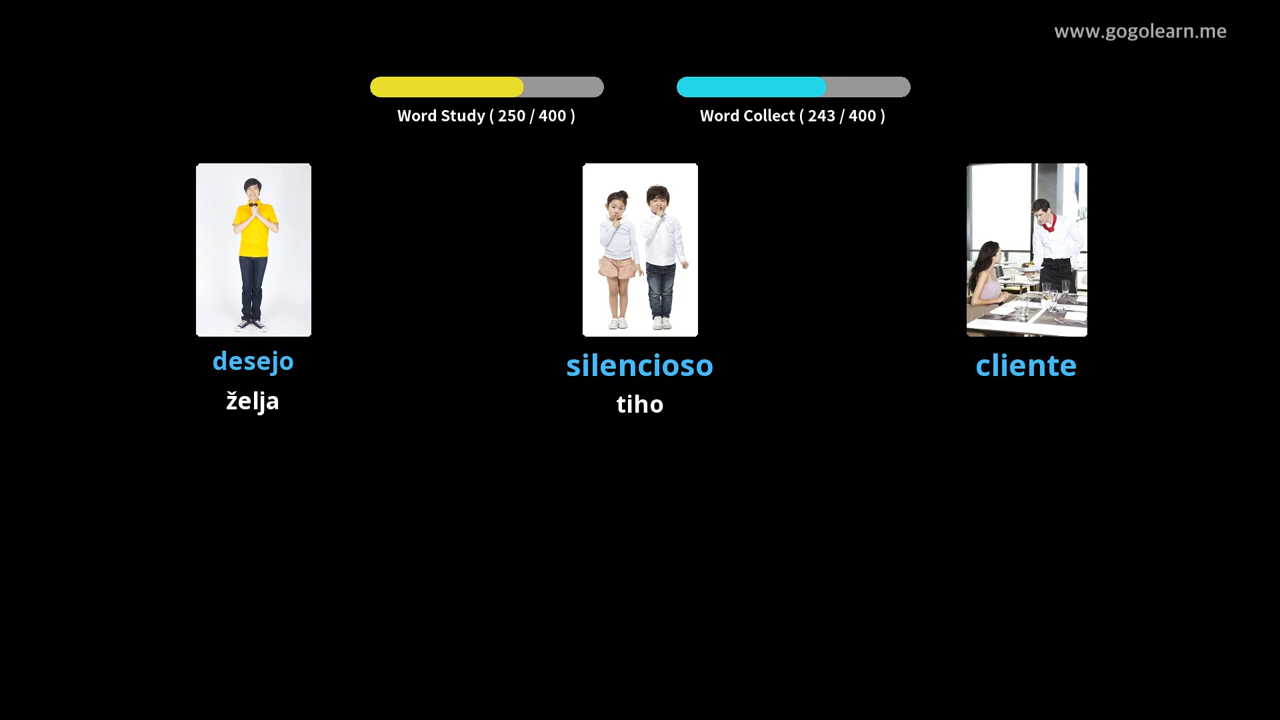 www.gogolearn.me
Word Study ( 250 / 400 )
Word Collect ( 243 / 400 )
desejo
želja
silencioso
tiho
cliente